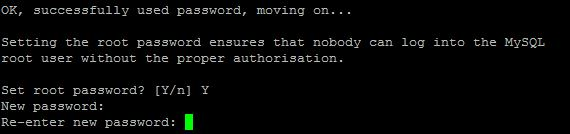 OK, successfully used password, moving on...
Setting the root password ensures that nobody can log into the MySQL
root user without the proper authorisation.
Set root password? [Y/n] Y
New password:
Re-enter new password: